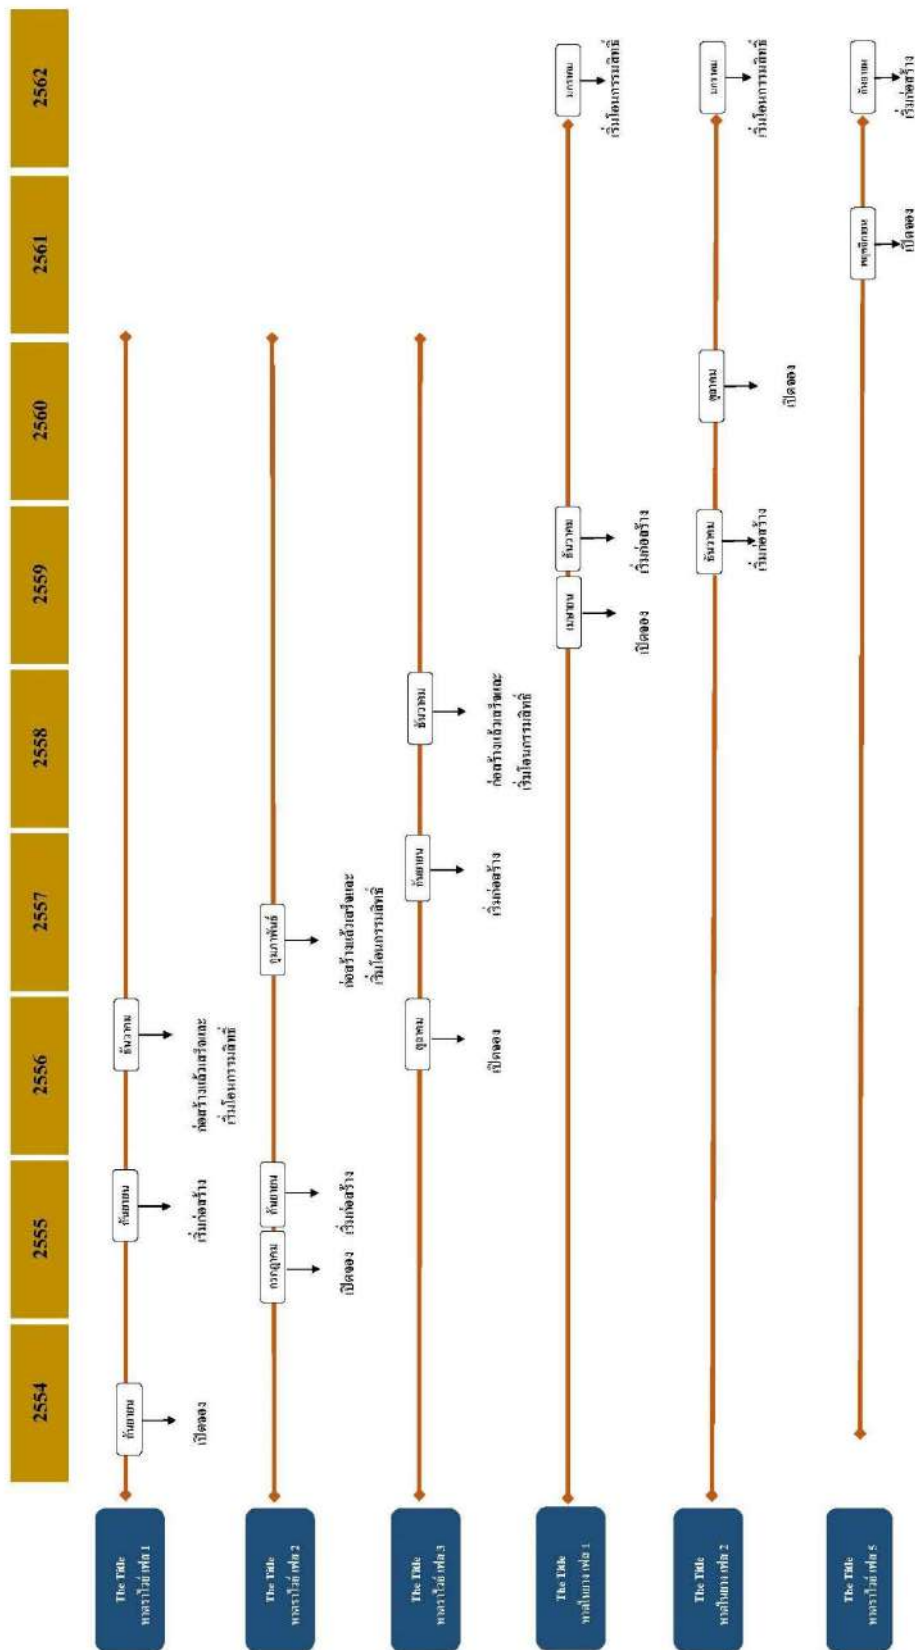 2554
2555
2556
2557
2558
2559
2560
2561
2562
The Title
หาดราไวย์ เฟส 1
กันยายน
เปิดจอง
กันยายน
เริ่มก่อสร้าง
ธันวาคม
ก่อสร้างแล้วเสร็จและ
เริ่มโอนกรรมสิทธิ์
The Title
หาดราไวย์ เฟส 2
กรกฎาคม
เปิดจอง
กันยายน
เริ่มก่อสร้าง
กุมภาพันธ์
ก่อสร้างแล้วเสร็จและ
เริ่มโอนกรรมสิทธิ์
The Title
หาดราไวย์ เฟส 3
ตุลาคม
เปิดจอง
กันยายน
เริ่มก่อสร้าง
ธันวาคม
ก่อสร้างแล้วเสร็จและ
เริ่มโอนกรรมสิทธิ์
The Title
หาดในยาง เฟส 1
เมษายน
เปิดจอง
ธันวาคม
เริ่มก่อสร้าง
มกราคม
เริ่มโอนกรรมสิทธิ์
The Title
หาดในยาง เฟส 2
ธันวาคม
เริ่มก่อสร้าง
ตุลาคม
เปิดจอง
มกราคม
เริ่มโอนกรรมสิทธิ์
The Title
หาดราไวย์ เฟส 5
พฤศจิกายน
เปิดจอง
กันยายน
เริ่มก่อสร้าง